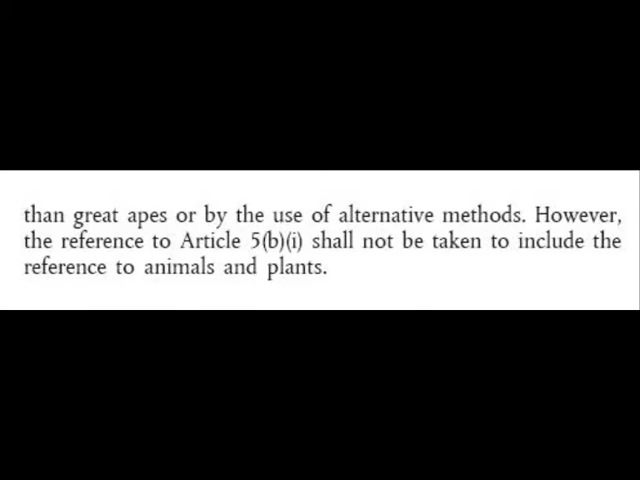 than great apes or by the use of alternative methods. However,
the reference to Article 5(b)(i) shall not be taken to include the
reference to animals and plants.